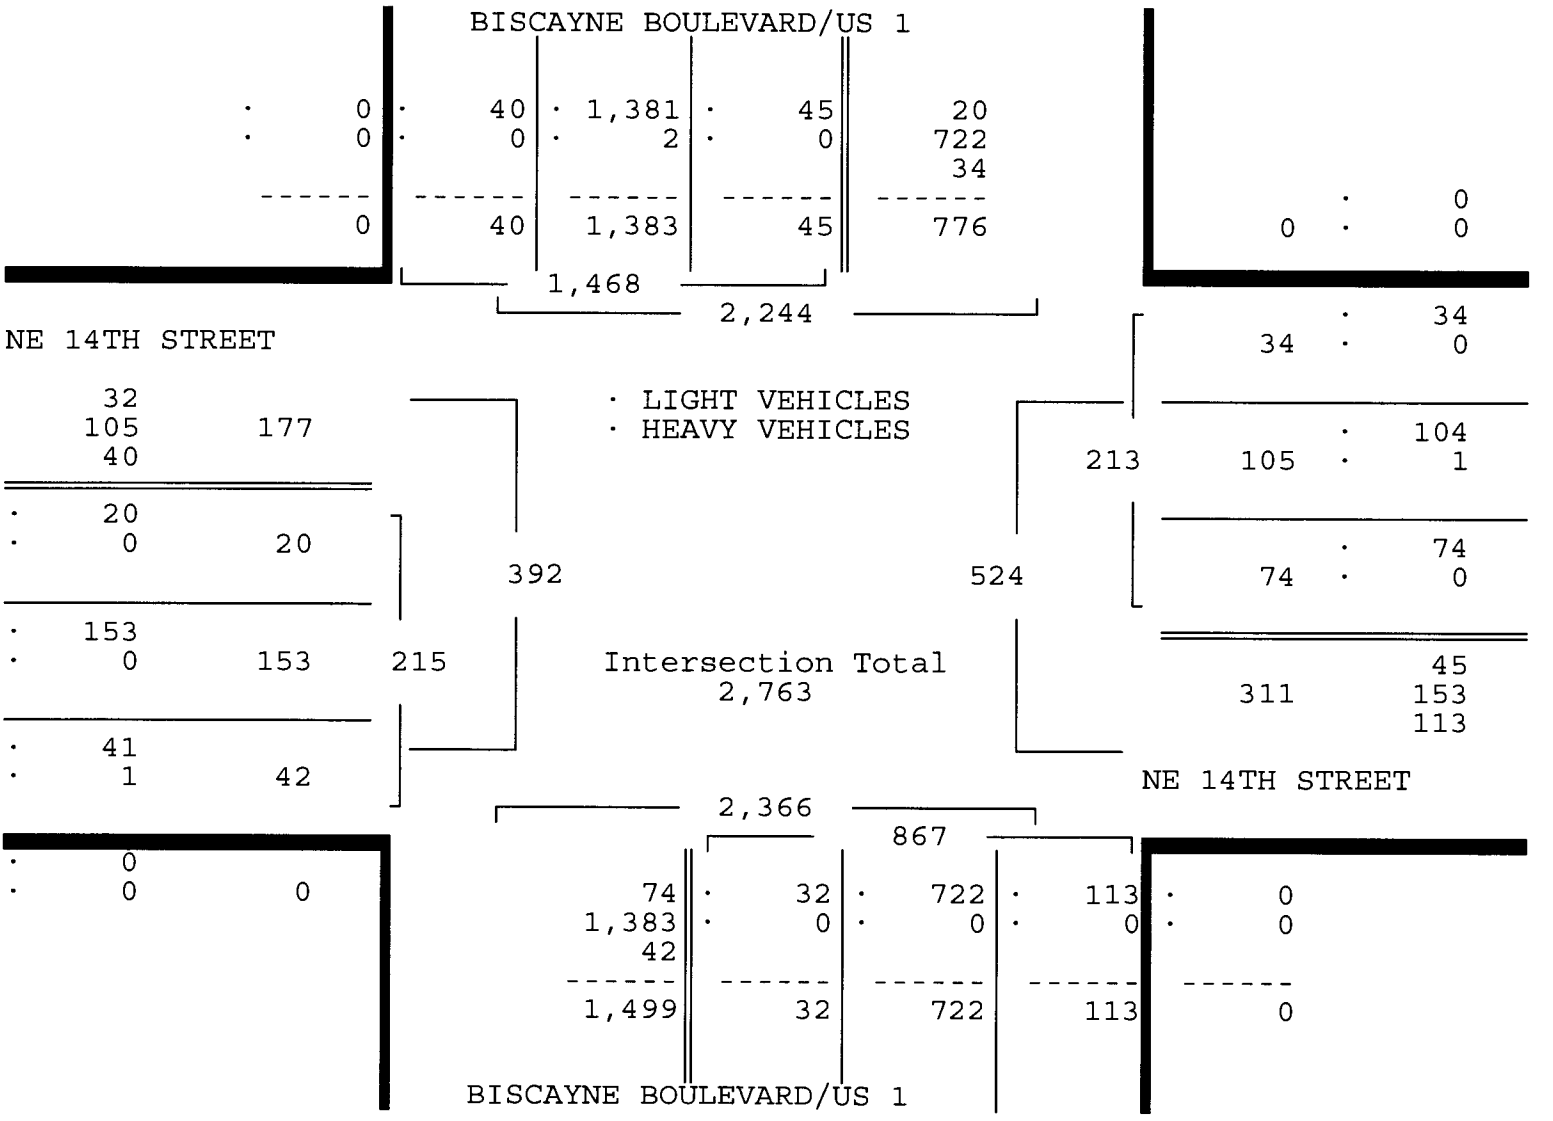 BISCAYNE BOULEVARD/US 1
· 0 · 40 · 1,381 · 45 20
· 0 · 0 · 2 · 0 722
34
------ ------ ------ ------ ------
· 0
0 40 1,383 45 776
0 · 0
1,468
2,244
· 34
NE 14TH STREET
34 · 0
32
· LIGHT VEHICLES
105 177
· HEAVY VEHICLES
· 104
40
213 105 · 1
· 20
· 0 20
· 74
392
524 74 · 0
· 153
· 0 153 215
Intersection Total
45
2,763
311 153
113
· 41
· 1 42
NE 14TH STREET
2,366
867
· 0
· 0 0
74 · 32 · 722 · 113 · 0
1,383 · 0 · 0 · 0 · 0
42
------ ------ ------ ------ ------
1,499 32 722 113 0
BISCAYNE BOULEVARD/US 1